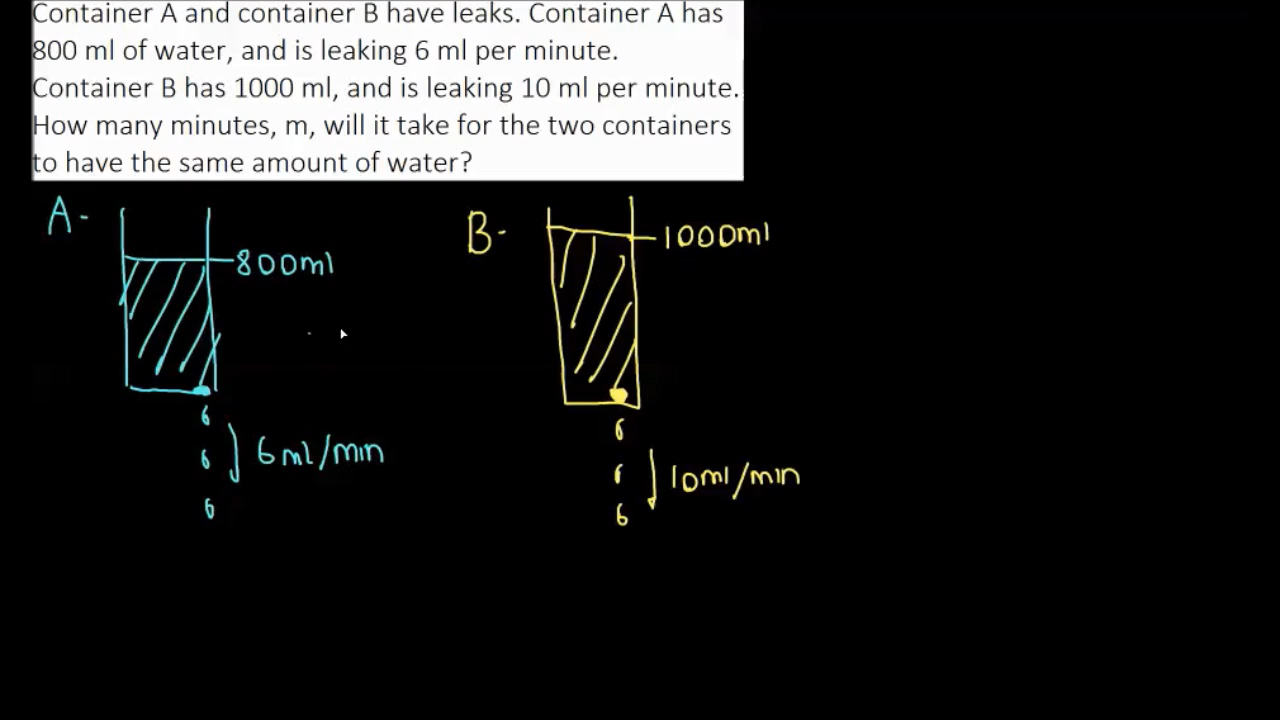 Container A and container B have leaks. Container A has
800 ml of water, and is leaking 6 ml per minute.
Container B has 1000 ml, and is leaking 10 ml per minute.
How many minutes, m, will it take for the two containers
to have the same amount of water?
A-
800ml
6ml/min
B-
1000ml
10ml/min